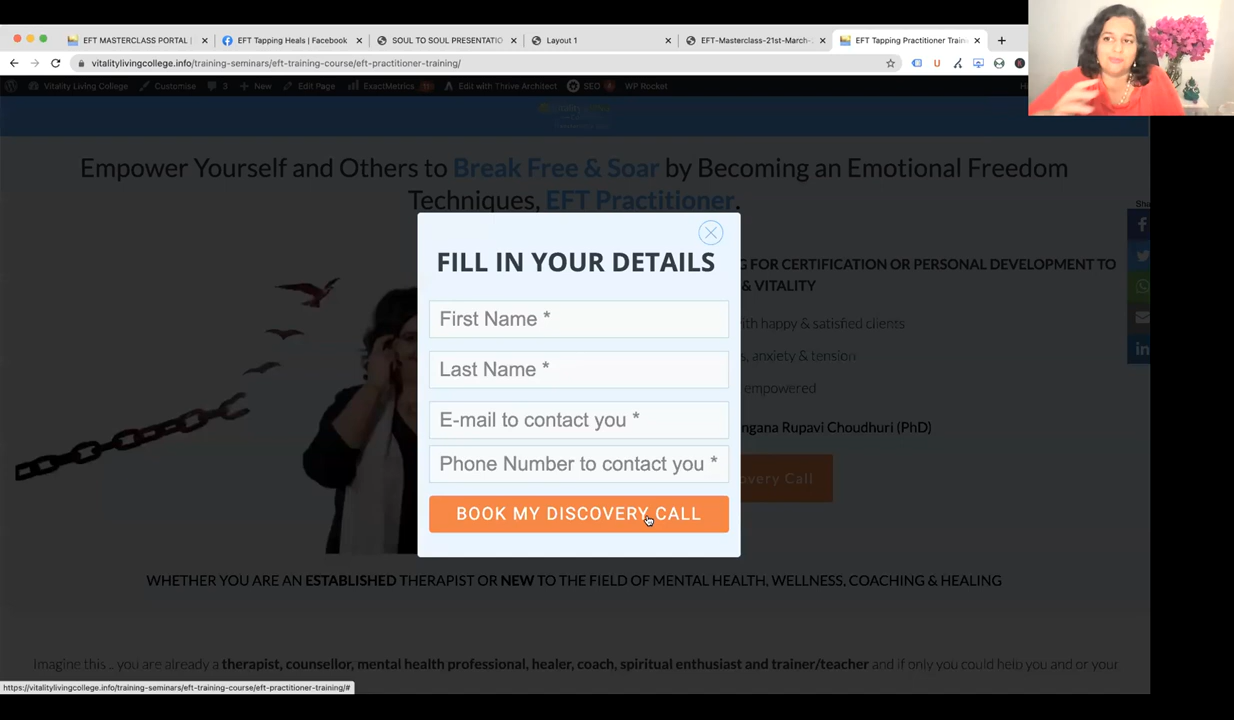 EFT MASTERCLASS PORTAL |
EFT Tapping Heals | Facebook
SOUL TO SOUL PRESENTATIO
Layout 1
EFT-Masterclass-21st-March-
EFT Tapping Practitioner Train
vitalitylivingcollege.info/training-seminars/eft-training-course/eft-practitioner-training/
Vitality Living College Customise 3 New Edit Page ExactMetrics Edit with Thrive Architect SEO WP Rocket
Empower Yourself and Others to Break Free & Soar by Becoming an Emotional Freedom
Techniques, EFT Practitioner.
Sha
FILL IN YOUR DETAILS
First Name *
Last Name *
E-mail to contact you *
Phone Number to contact you *
BOOK MY DISCOVERY CALL
G FOR CERTIFICATION OR PERSONAL DEVELOPMENT TO
& VITALITY
ith happy & satisfied clients
s, anxiety & tension
empowered
ngana Rupavi Choudhuri (PhD)
overy Call
WHETHER YOU ARE AN ESTABLISHED THERAPIST OR NEW TO THE FIELD OF MENTAL HEALTH, WELLNESS, COACHING & HEALING
Imagine this .. you are already a therapist, counsellor, mental health professional, healer, coach, spiritual enthusiast and trainer/teacher and if only you could help you and or your
https://vitalitylivingcollege.info/training-seminars/eft-training-course/eft-practitioner-training/#